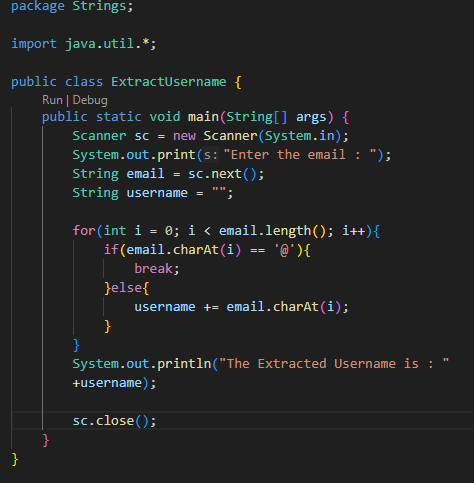 package Strings;
import java.util.*;
public class ExtractUsername {
Run | Debug
public static void main(String[] args) {
Scanner sc = new Scanner(System.in);
System.out.print(s: "Enter the email : ");
String email = sc.next();
String username = "";
for(int i = 0; i < email.length(); i++){
if(email.charAt(i) == '@'){
break;
}else{
username += email.charAt(i);
}
}
System.out.println("The Extracted Username is : "
+username);
sc.close();
}
}